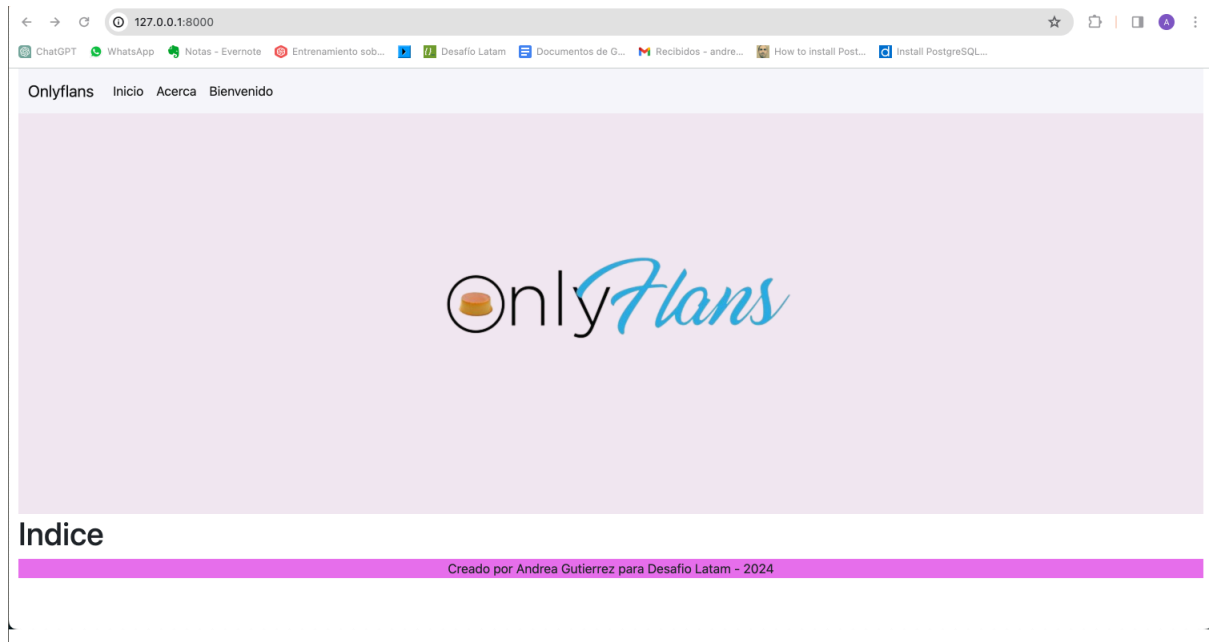 127.0.0.1:8000
A
ChatGPT WhatsApp Notas - Evernote Entrenamiento sob... Desafío Latam Documentos de G... Recibidos - andre... How to install Post... Install PostgreSQL...
Onlyflans Inicio Acerca Bienvenido
OnlyFlans
Indice
Creado por Andrea Gutierrez para Desafio Latam - 2024